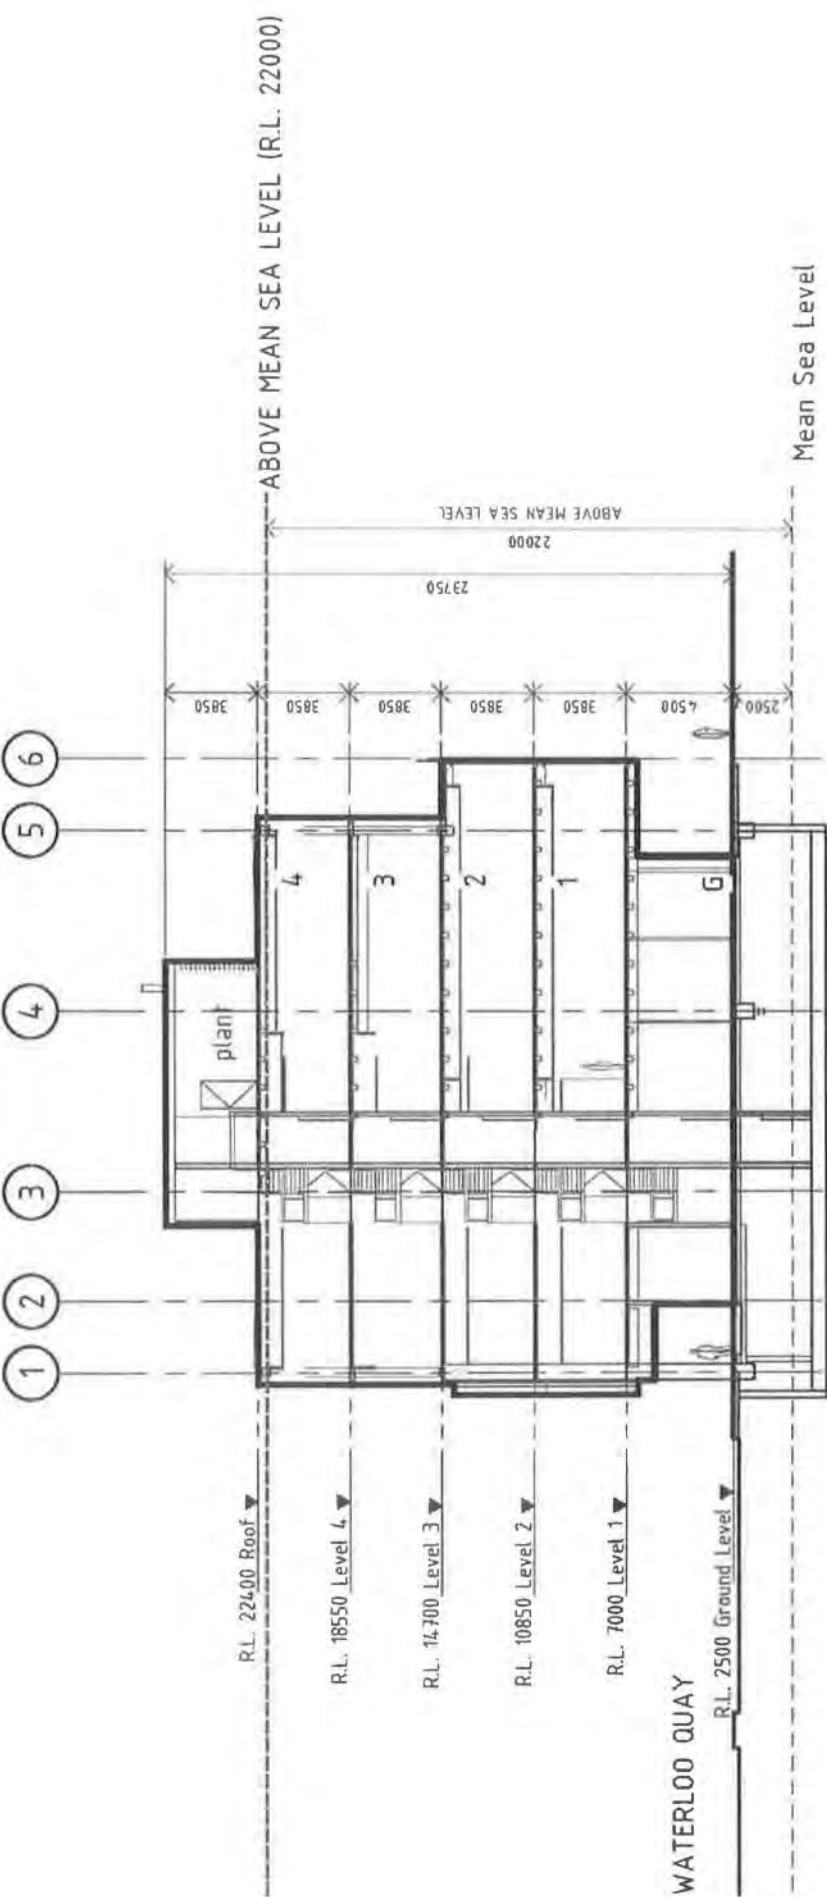 1
2
3
4
5
6
ABOVE MEAN SEA LEVEL (R.L. 22000)
plant
R.L. 22400 Roof
4
3850
3850
R.L. 18550 Level 4
3
3850
R.L. 14700 Level 3
2
3850
R.L. 10850 Level 2
1
3850
R.L. 7000 Level 1
G
4500
WATERLOO QUAY
R.L. 2500 Ground Level
2500
23750
22000
ABOVE MEAN SEA LEVEL
Mean Sea Level